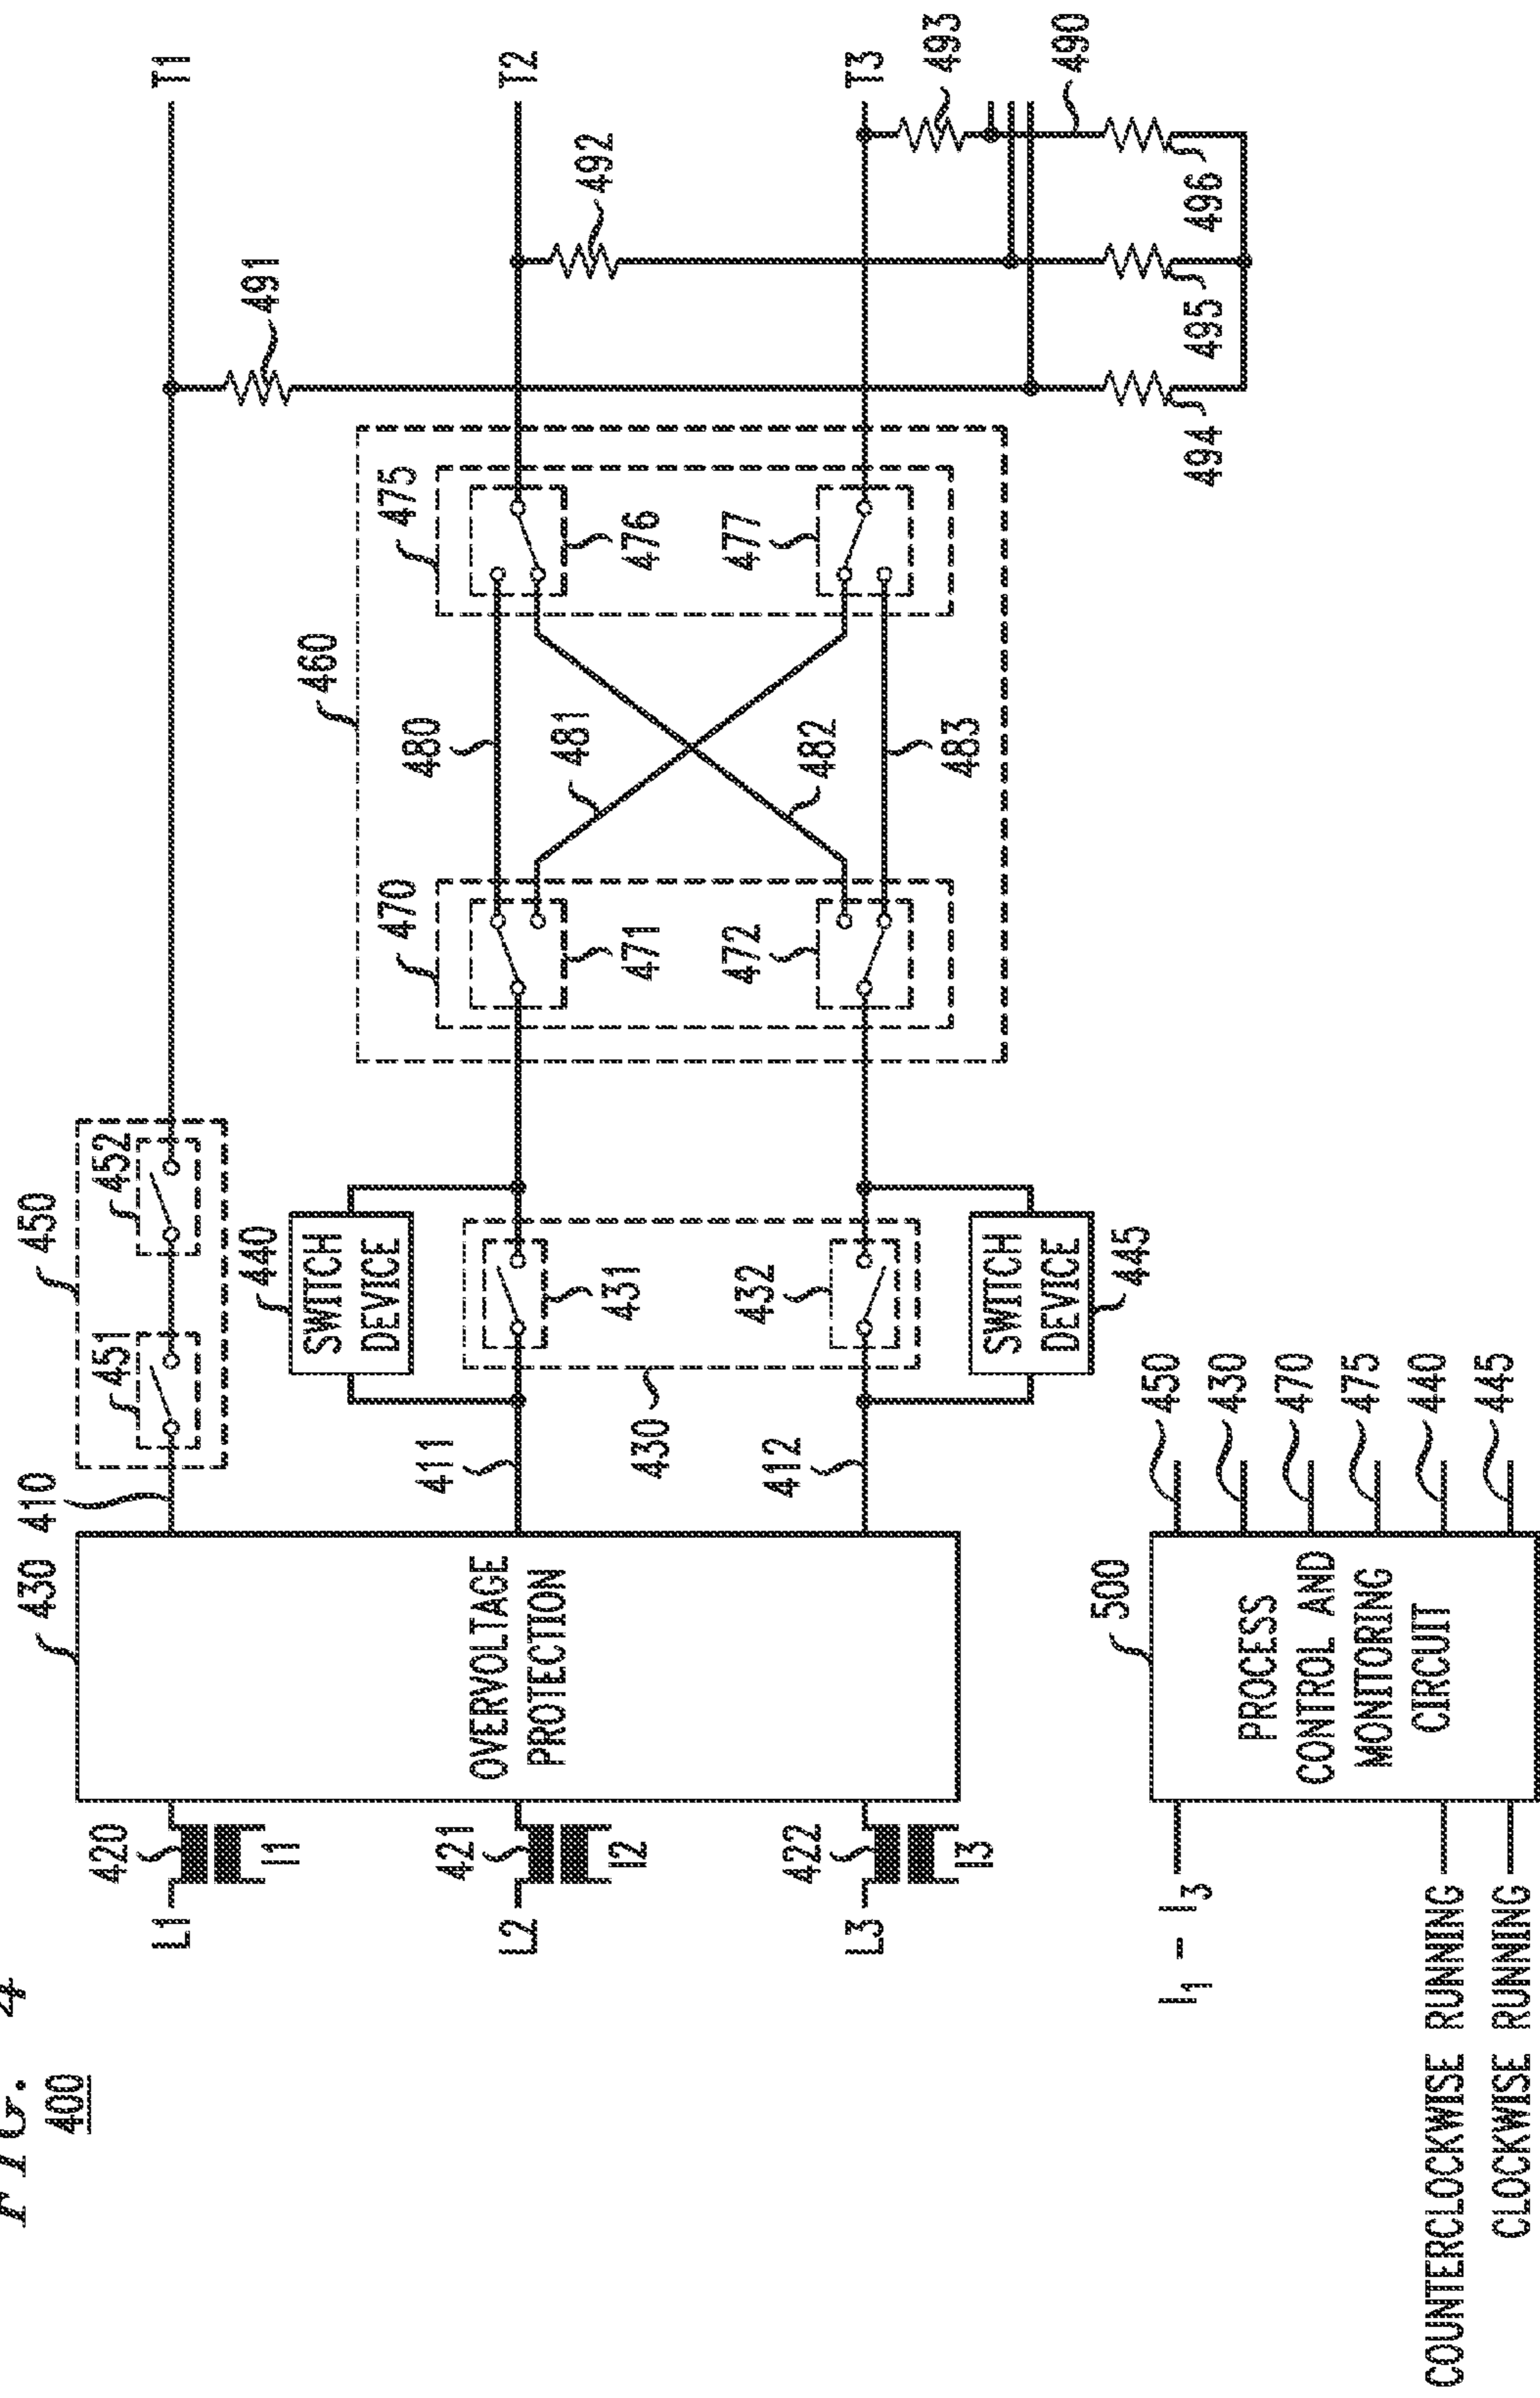 FIG. 4
400
T1
T2
T3
491
492
493
490
494
495
496
460
475
476
477
480
481
482
483
470
471
472
450
451
452
440
SWITCH
DEVICE
431
432
430
SWITCH
DEVICE
445
430
410
411
412
OVERVOLTAGE
PROTECTION
L1
420
I1
L2
421
I2
L3
422
I3
500
PROCESS
CONTROL AND
MONITORING
CIRCUIT
450
430
470
475
440
445
I1 - I3
COUNTERCLOCKWISE RUNNING
CLOCKWISE RUNNING